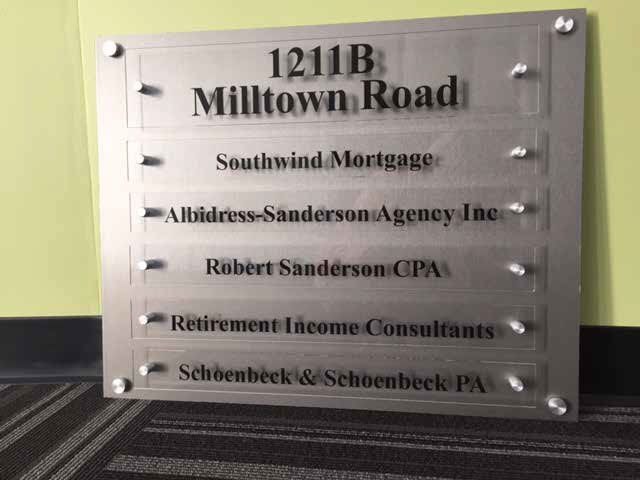 1211B
Milltown Road
Southwind Mortgage
Albidress-Sanderson Agency Inc
Robert Sanderson CPA
Retirement Income Consultants
Schoenbeck & Schoenbeck PA